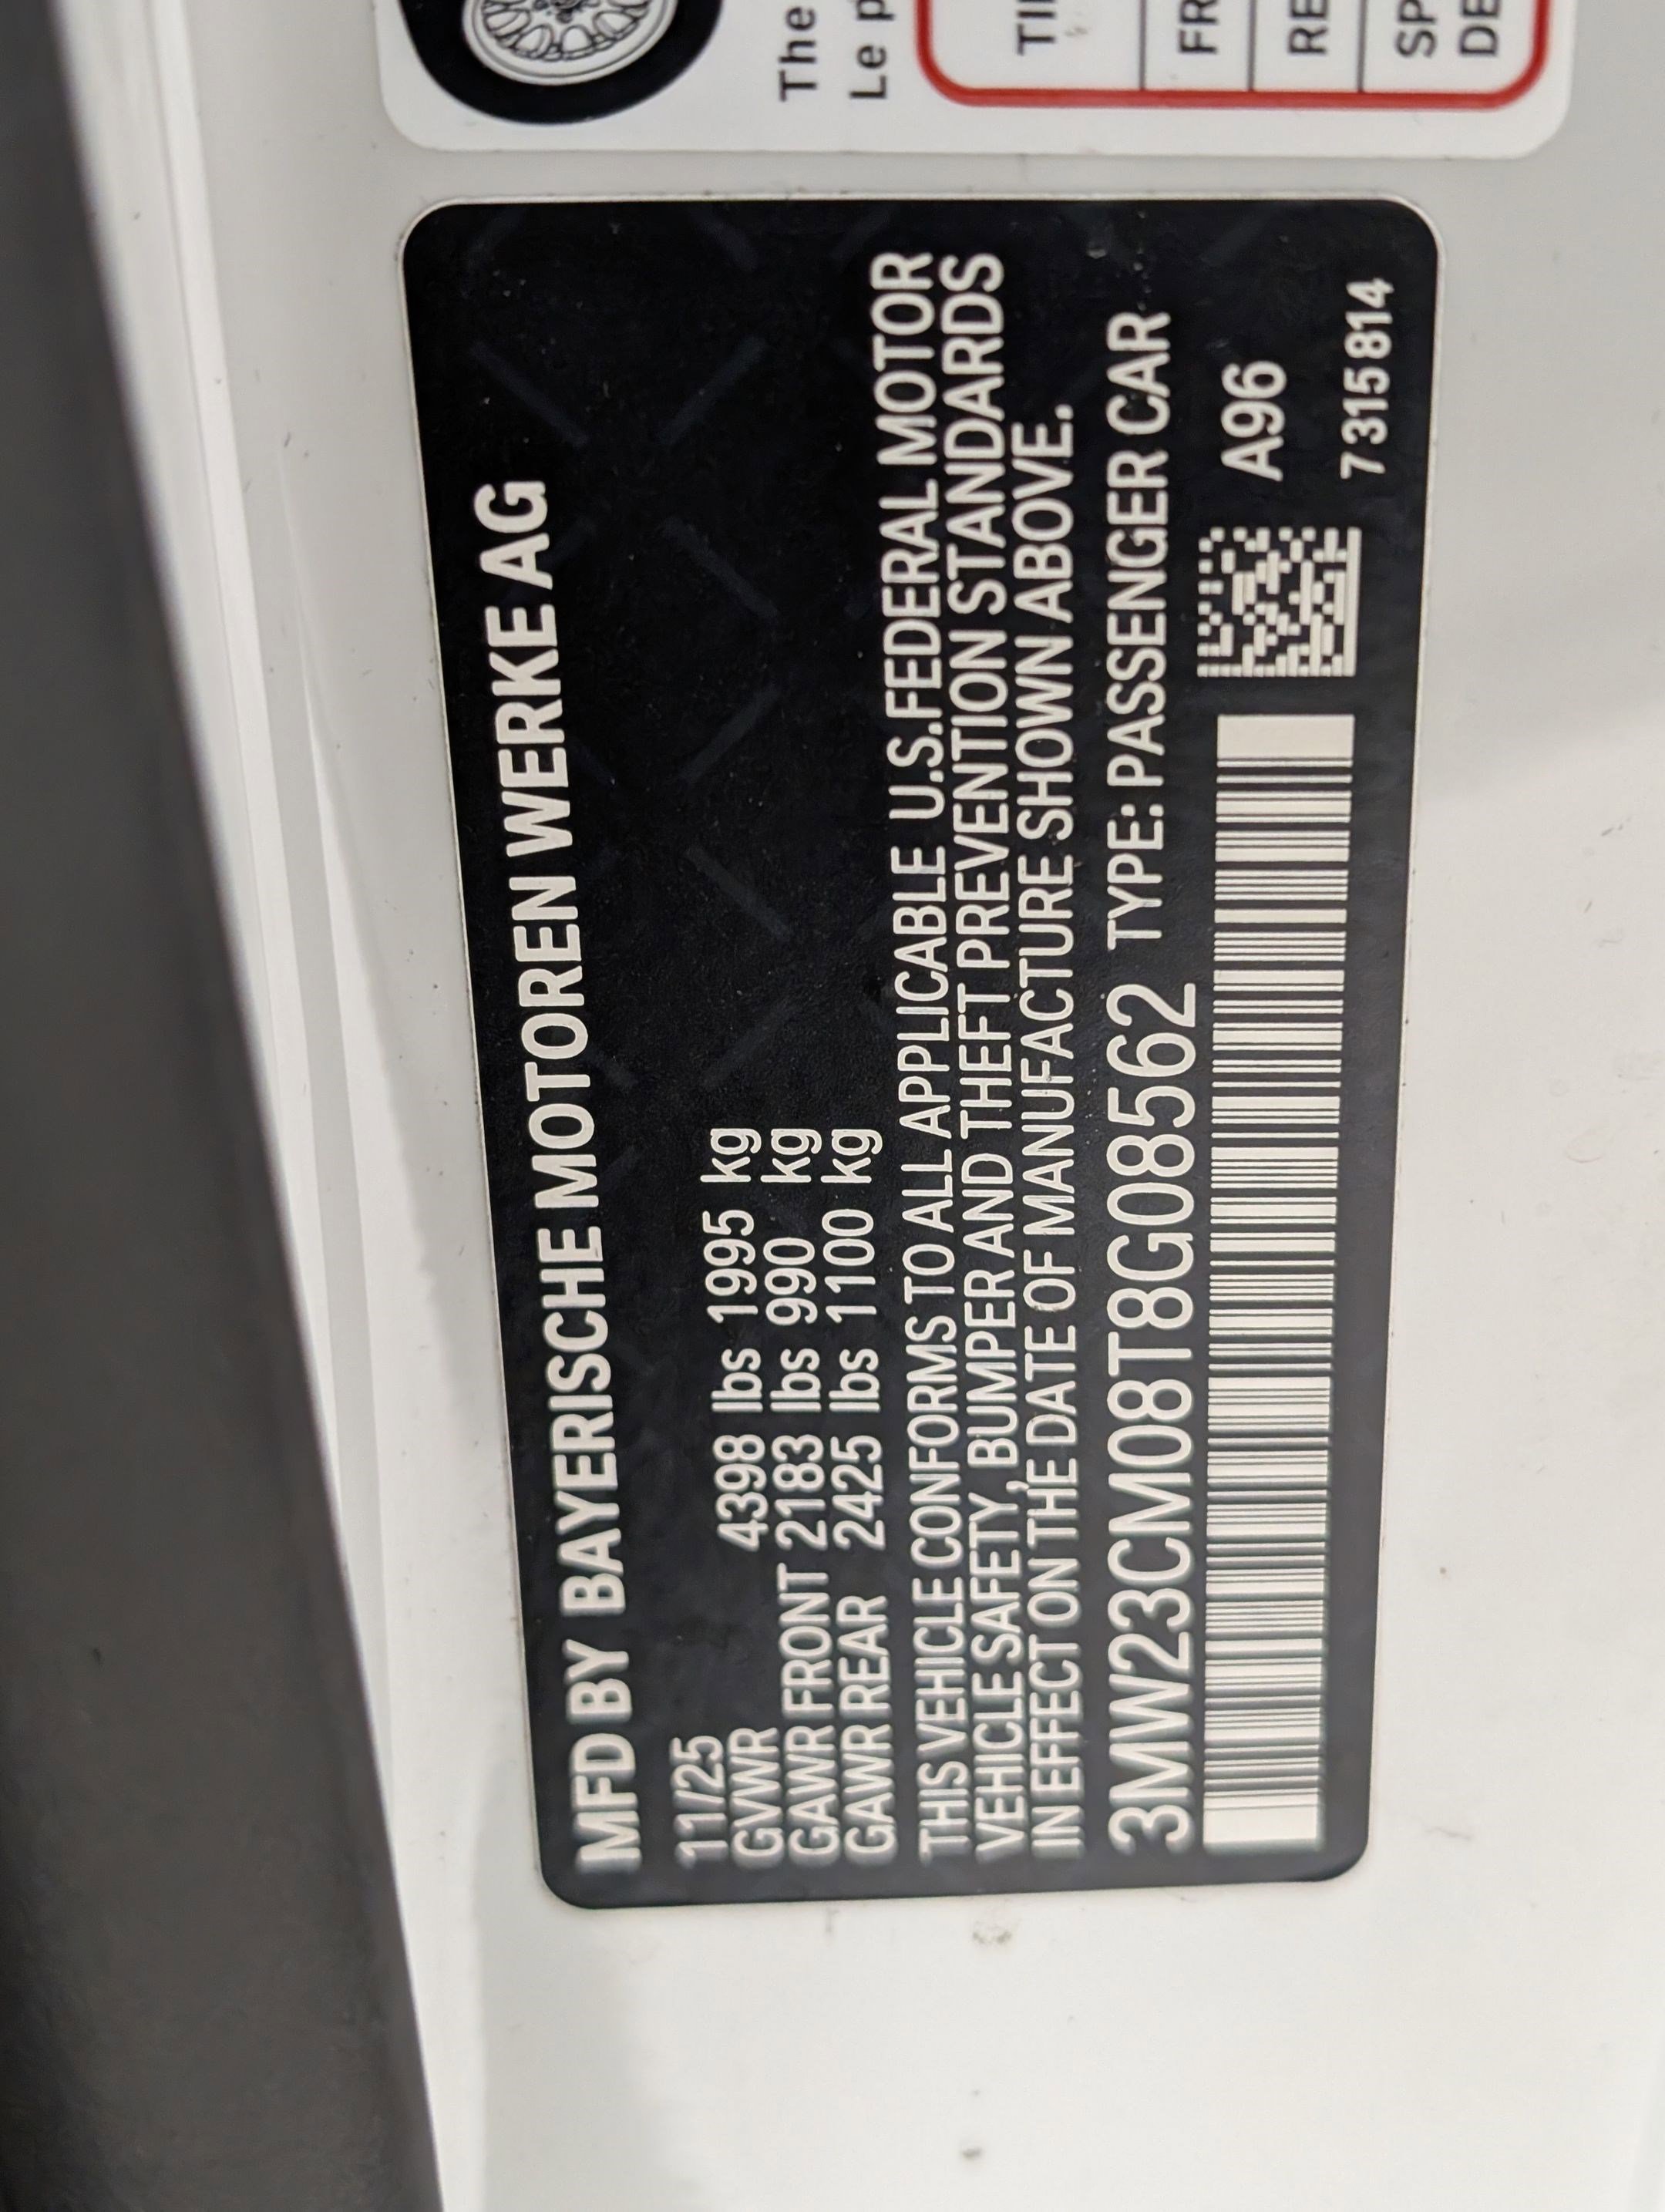 MFD BY BAYERISCHE MOTOREN WERKE AG
11/25
GVWR 4398 lbs 1995 kg
GAWR FRONT 2183 lbs 990 kg
GAWR REAR 2425 lbs 1100 kg
THIS VEHICLE CONFORMS TO ALL APPLICABLE U.S.FEDERAL MOTOR
VEHICLE SAFETY, BUMPER AND THEFT PREVENTION STANDARDS
IN EFFECT ON THE DATE OF MANUFACTURE SHOWN ABOVE.
3MW23CM08T8G08562 TYPE: PASSENGER CAR
A96
7315814
The
Le